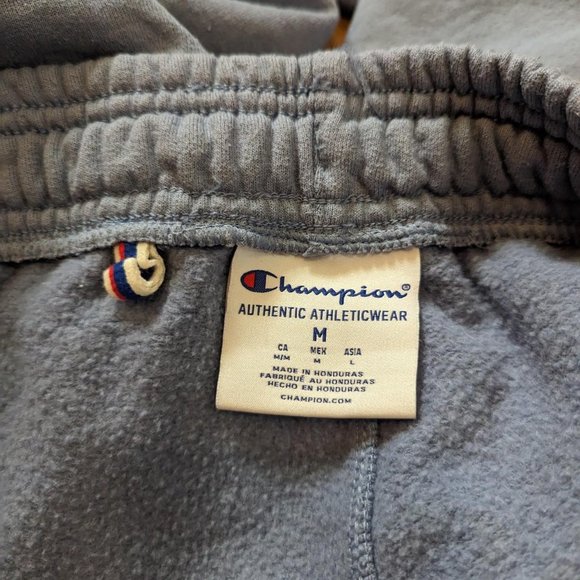 Champion®
AUTHENTIC ATHLETICWEAR
M
CA MEX ASIA
M/M M L
MADE IN HONDURAS
FABRIQUÉ AU HONDURAS
HECHO EN HONDURAS
CHAMPION.COM